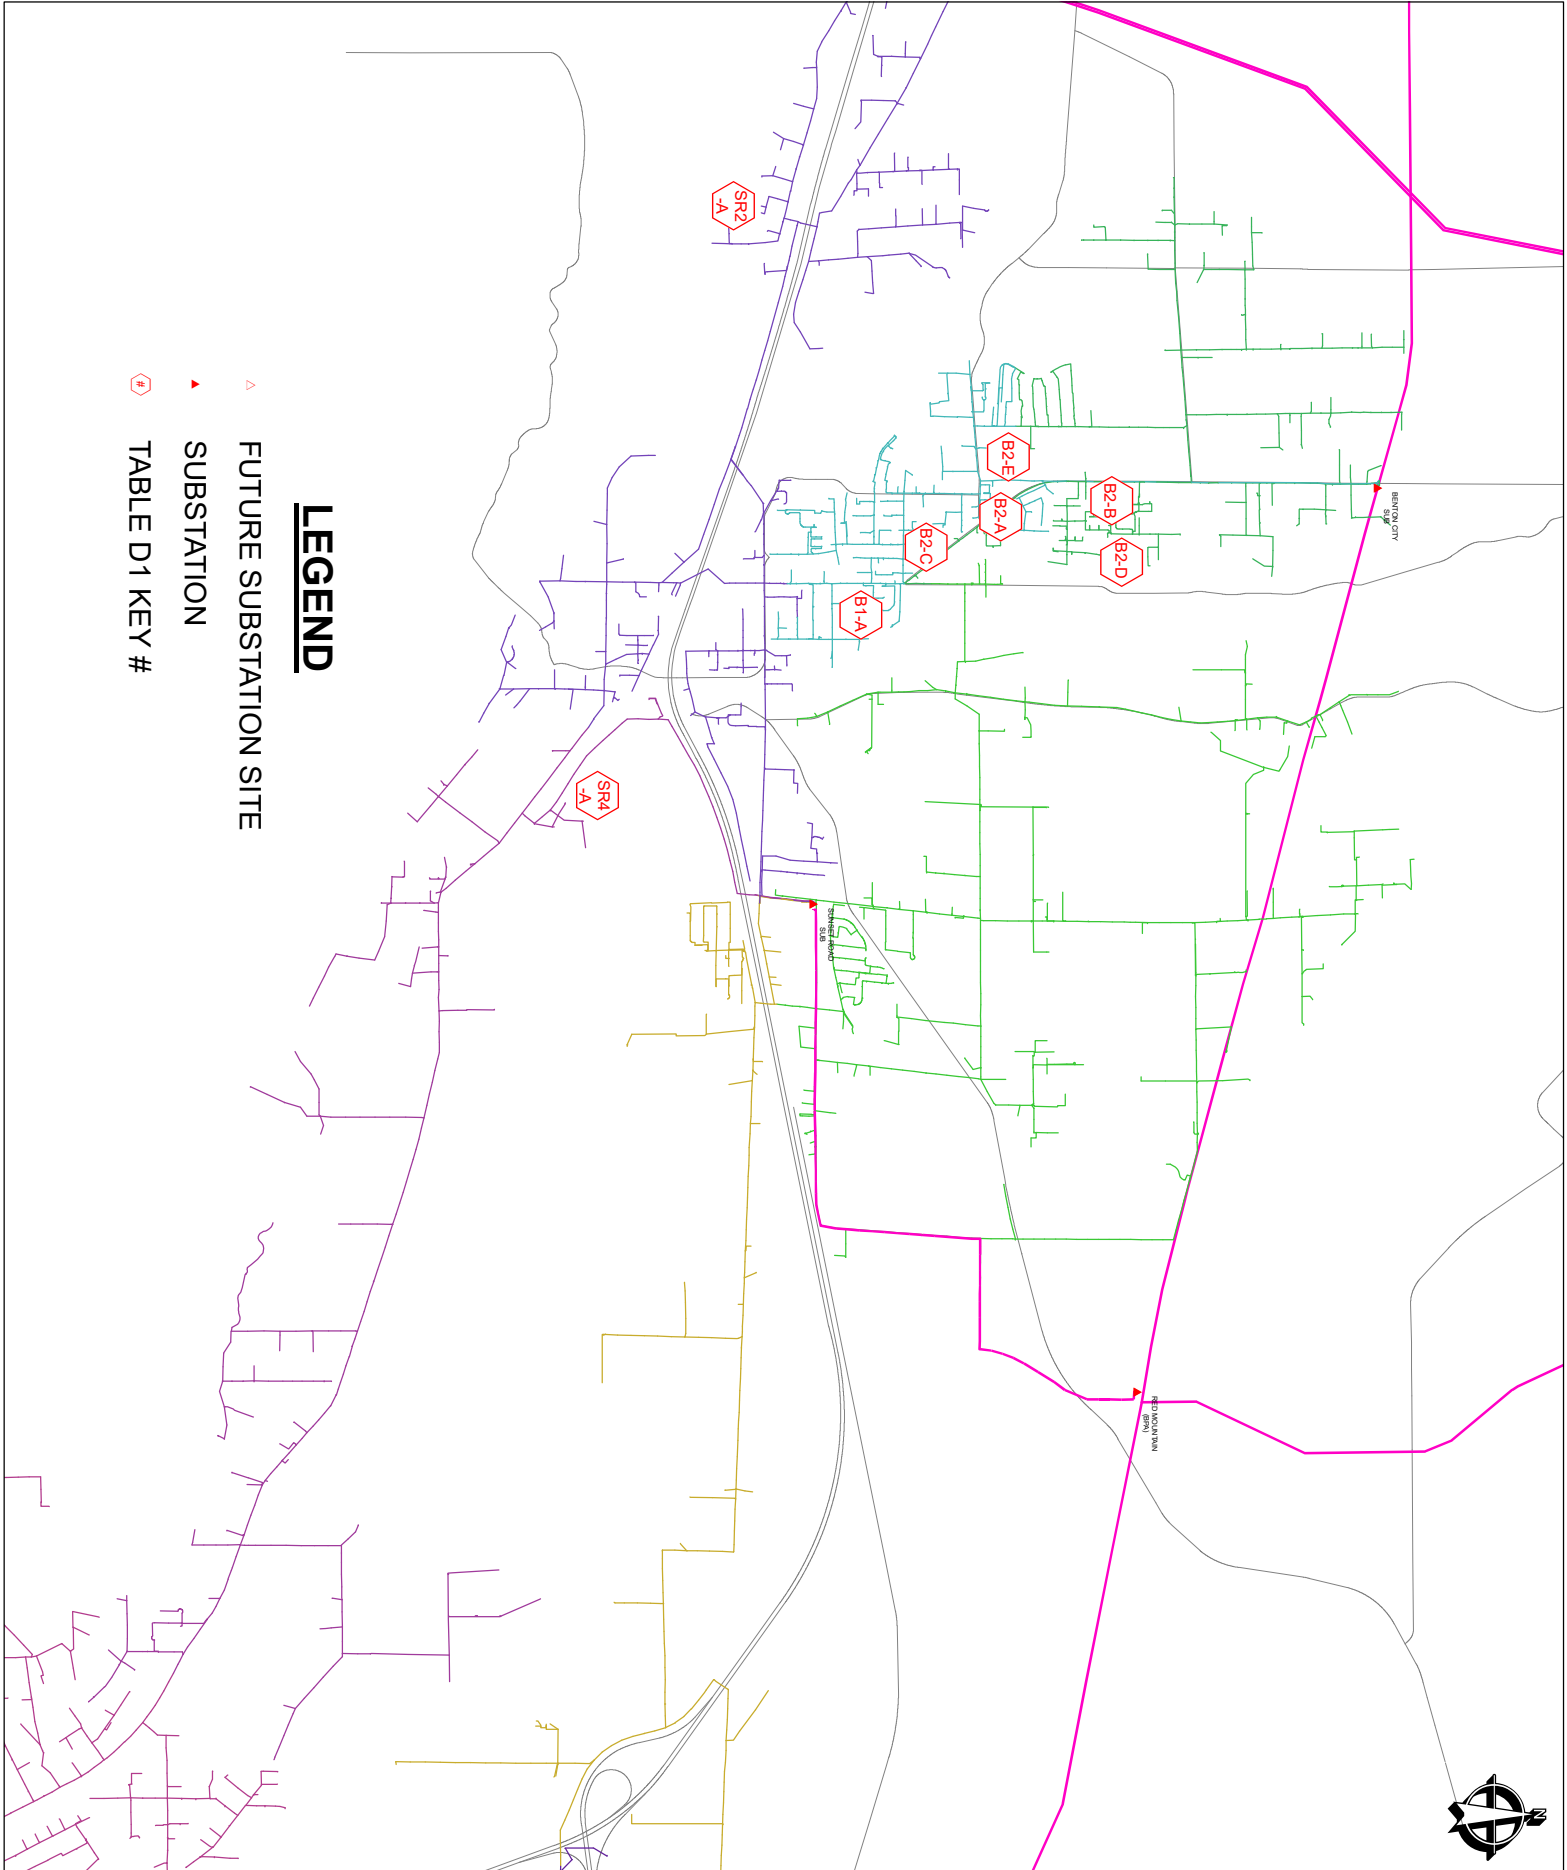 BENTON CITY
SUB
B2-E
B2-B
B2-A
B2-D
B2-C
B1-A
SR2
-A
SR4
-A
SUNSET ROAD
SUB
RED MOUNTAIN
(BPA)
LEGEND
FUTURE SUBSTATION SITE
SUBSTATION
#
TABLE D1 KEY #
N